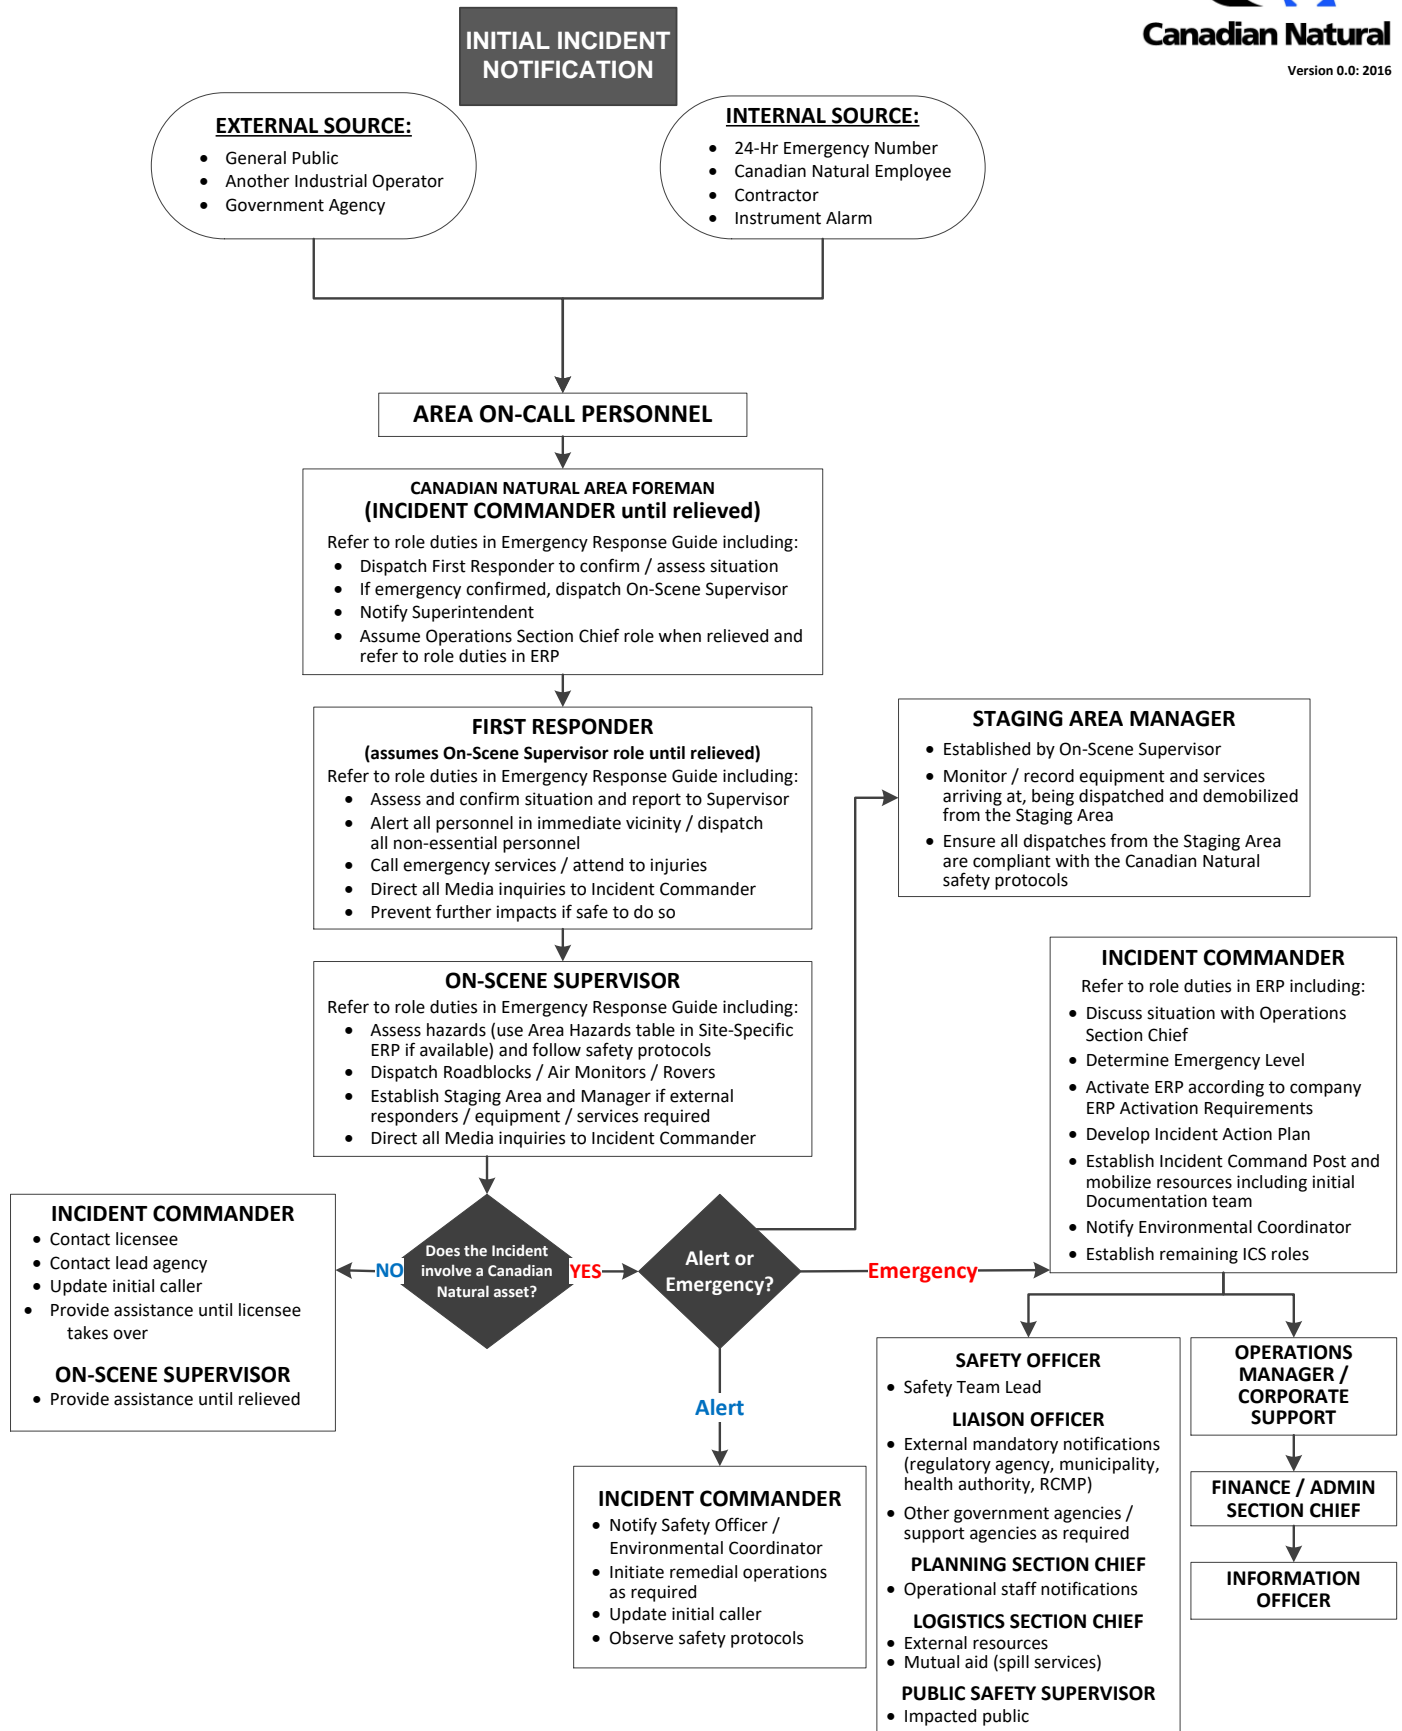 Canadian Natural
Version 0.0: 2016
INITIAL INCIDENT
NOTIFICATION
EXTERNAL SOURCE:
• General Public
• Another Industrial Operator
• Government Agency
INTERNAL SOURCE:
• 24-Hr Emergency Number
• Canadian Natural Employee
• Contractor
• Instrument Alarm
AREA ON-CALL PERSONNEL
CANADIAN NATURAL AREA FOREMAN
(INCIDENT COMMANDER until relieved)
Refer to role duties in Emergency Response Guide including:
• Dispatch First Responder to confirm / assess situation
• If emergency confirmed, dispatch On-Scene Supervisor
• Notify Superintendent
• Assume Operations Section Chief role when relieved and
refer to role duties in ERP
FIRST RESPONDER
(assumes On-Scene Supervisor role until relieved)
Refer to role duties in Emergency Response Guide including:
• Assess and confirm situation and report to Supervisor
• Alert all personnel in immediate vicinity / dispatch
all non-essential personnel
• Call emergency services / attend to injuries
• Direct all Media inquiries to Incident Commander
• Prevent further impacts if safe to do so
STAGING AREA MANAGER
• Established by On-Scene Supervisor
• Monitor / record equipment and services
arriving at, being dispatched and demobilized
from the Staging Area
• Ensure all dispatches from the Staging Area
are compliant with the Canadian Natural
safety protocols
ON-SCENE SUPERVISOR
Refer to role duties in Emergency Response Guide including:
• Assess hazards (use Area Hazards table in Site-Specific
ERP if available) and follow safety protocols
• Dispatch Roadblocks / Air Monitors / Rovers
• Establish Staging Area and Manager if external
responders / equipment / services required
• Direct all Media inquiries to Incident Commander
INCIDENT COMMANDER
Refer to role duties in ERP including:
• Discuss situation with Operations
Section Chief
• Determine Emergency Level
• Activate ERP according to company
ERP Activation Requirements
• Develop Incident Action Plan
• Establish Incident Command Post and
mobilize resources including initial
Documentation team
• Notify Environmental Coordinator
• Establish remaining ICS roles
INCIDENT COMMANDER
• Contact licensee
• Contact lead agency
• Update initial caller
• Provide assistance until licensee
takes over
ON-SCENE SUPERVISOR
• Provide assistance until relieved
NO
Does the Incident
involve a Canadian
Natural asset?
YES
Alert or
Emergency?
Emergency
Alert
INCIDENT COMMANDER
• Notify Safety Officer /
Environmental Coordinator
• Initiate remedial operations
as required
• Update initial caller
• Observe safety protocols
SAFETY OFFICER
• Safety Team Lead
LIAISON OFFICER
• External mandatory notifications
(regulatory agency, municipality,
health authority, RCMP)
• Other government agencies /
support agencies as required
PLANNING SECTION CHIEF
• Operational staff notifications
LOGISTICS SECTION CHIEF
• External resources
• Mutual aid (spill services)
PUBLIC SAFETY SUPERVISOR
• Impacted public
OPERATIONS
MANAGER /
CORPORATE
SUPPORT
FINANCE / ADMIN
SECTION CHIEF
INFORMATION
OFFICER